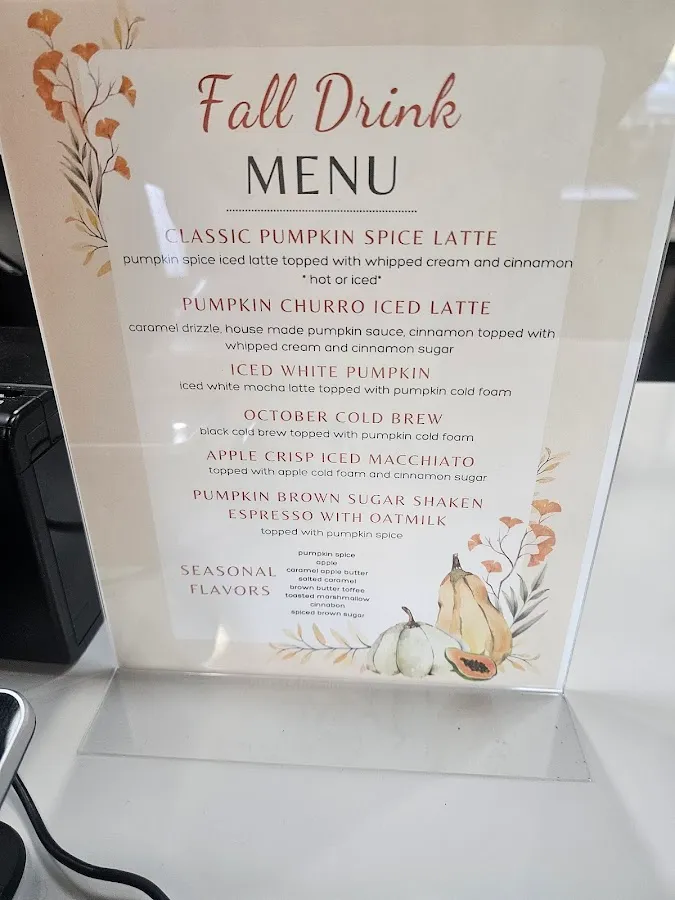 Fall Drink
MENU
CLASSIC PUMPKIN SPICE LATTE
pumpkin spice iced latte topped with whipped cream and cinnamon
*hot or iced*
PUMPKIN CHURRO ICED LATTE
caramel drizzle, house made pumpkin sauce, cinnamon topped with
whipped cream and cinnamon sugar
ICED WHITE PUMPKIN
iced white mocha latte topped with pumpkin cold foam
OCTOBER COLD BREW
black cold brew topped with pumpkin cold foam
APPLE CRISP ICED MACCHIATO
topped with apple cold foam and cinnamon sugar
PUMPKIN BROWN SUGAR SHAKEN
ESPRESSO WITH OATMILK
topped with pumpkin spice
SEASONAL
FLAVORS
pumpkin spice
apple
caramel apple butter
salted caramel
brown butter toffee
toasted marshmallow
cinnabon
spiced brown sugar